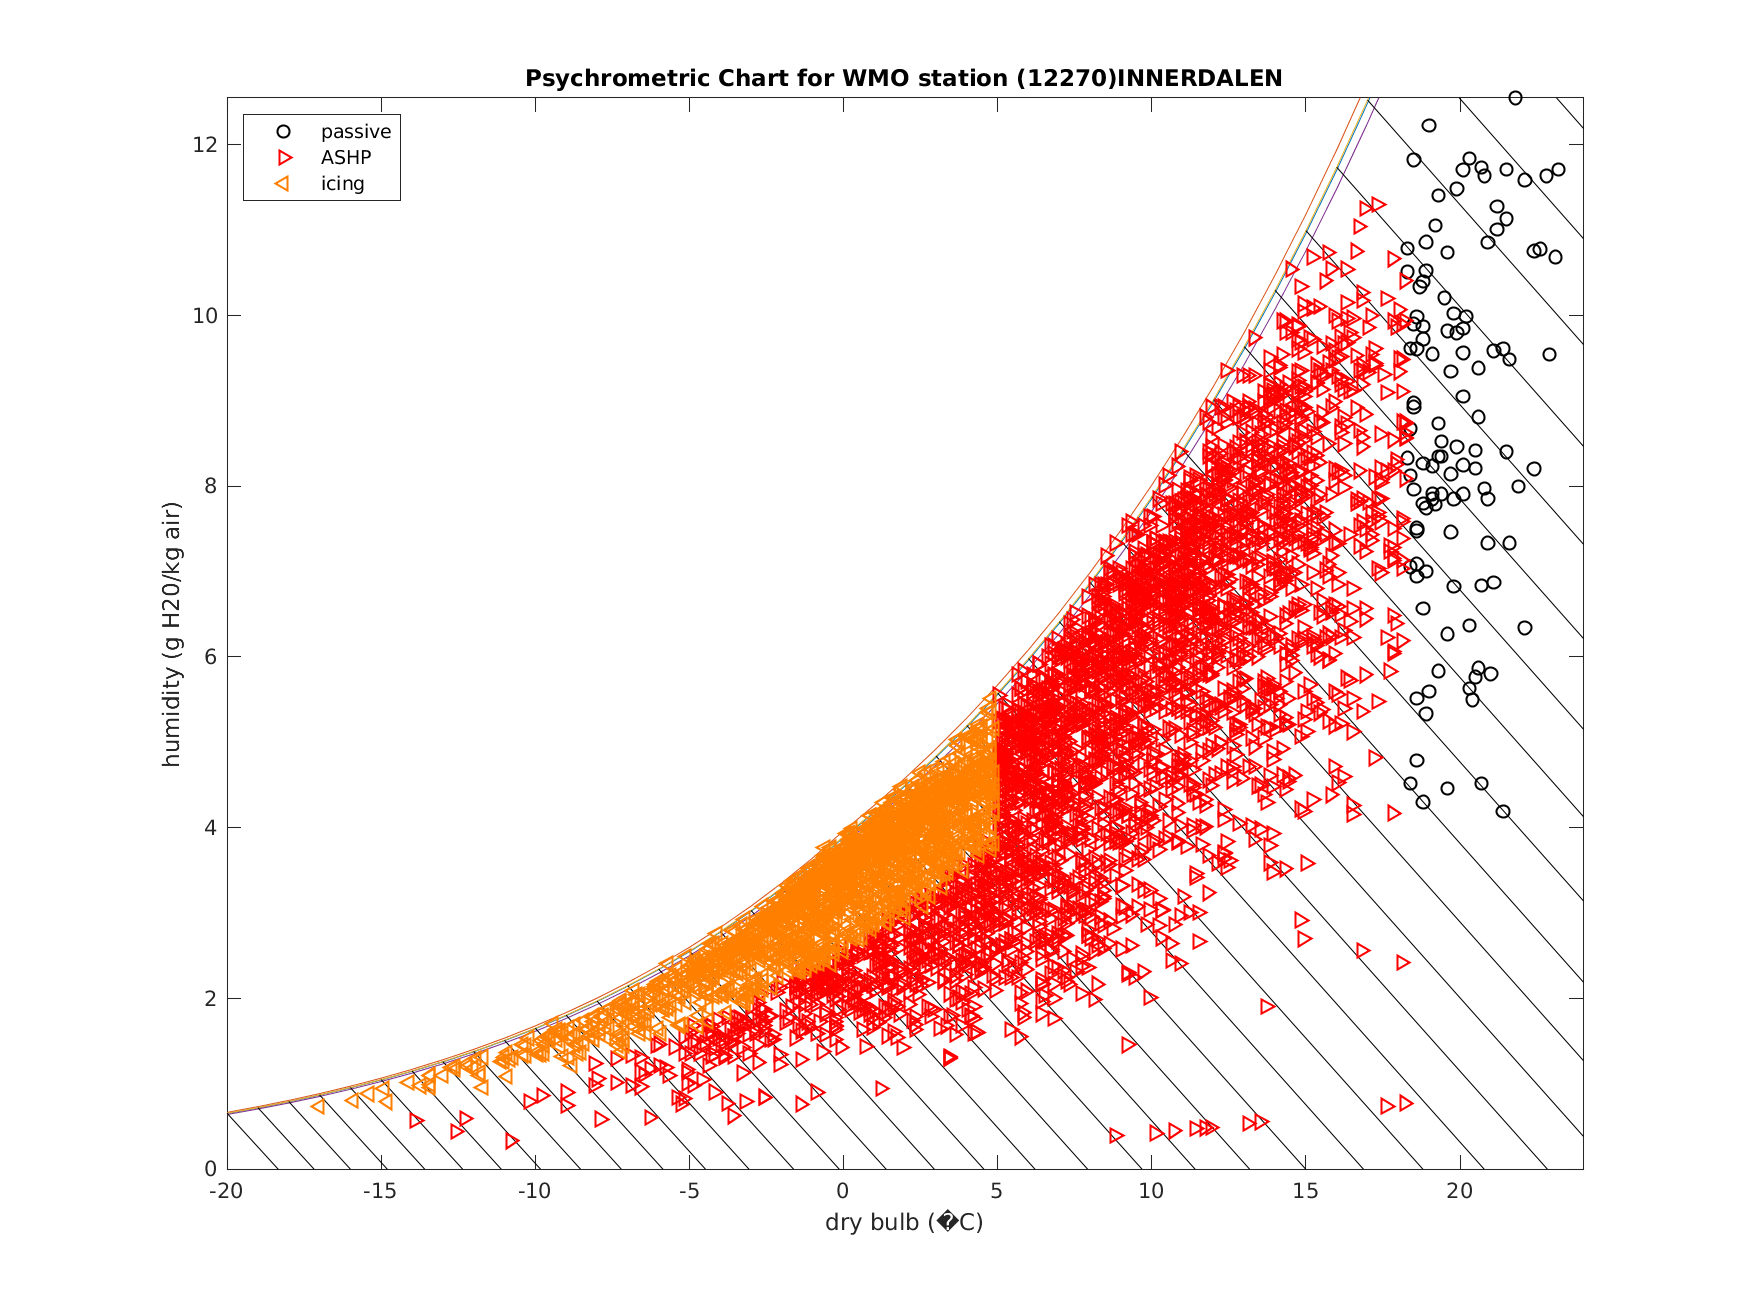 Psychrometric Chart for WMO station (12270)INNERDALEN
passive
ASHP
icing
12
10
8
6
4
2
0
humidity (g H20/kg air)
-20 -15 -10 -5 0 5 10 15 20
dry bulb (�C)